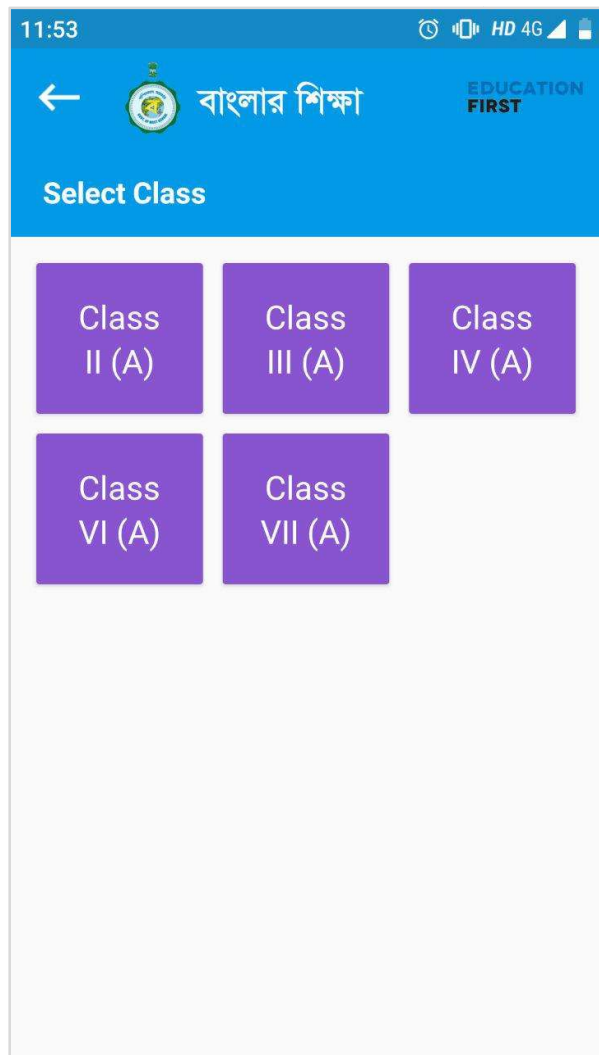 11:53
HD 4G
বাংলার শিক্ষা
EDUCATION
FIRST
Select Class
Class
II (A)
Class
III (A)
Class
IV (A)
Class
VI (A)
Class
VII (A)